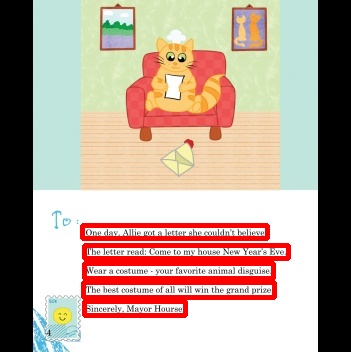 To:
One day, Allie got a letter she couldn't believe.
The letter read: Come to my house New Year's Eve.
Wear a costume - your favorite animal disguise.
The best costume of all will win the grand prize.
Sincerely, Mayor Hourse
4